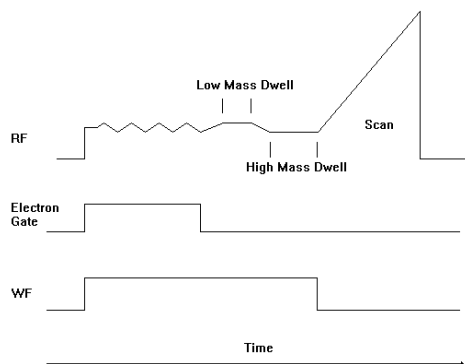 Low Mass Dwell
Scan
RF
High Mass Dwell
Electron
Gate
WF
Time